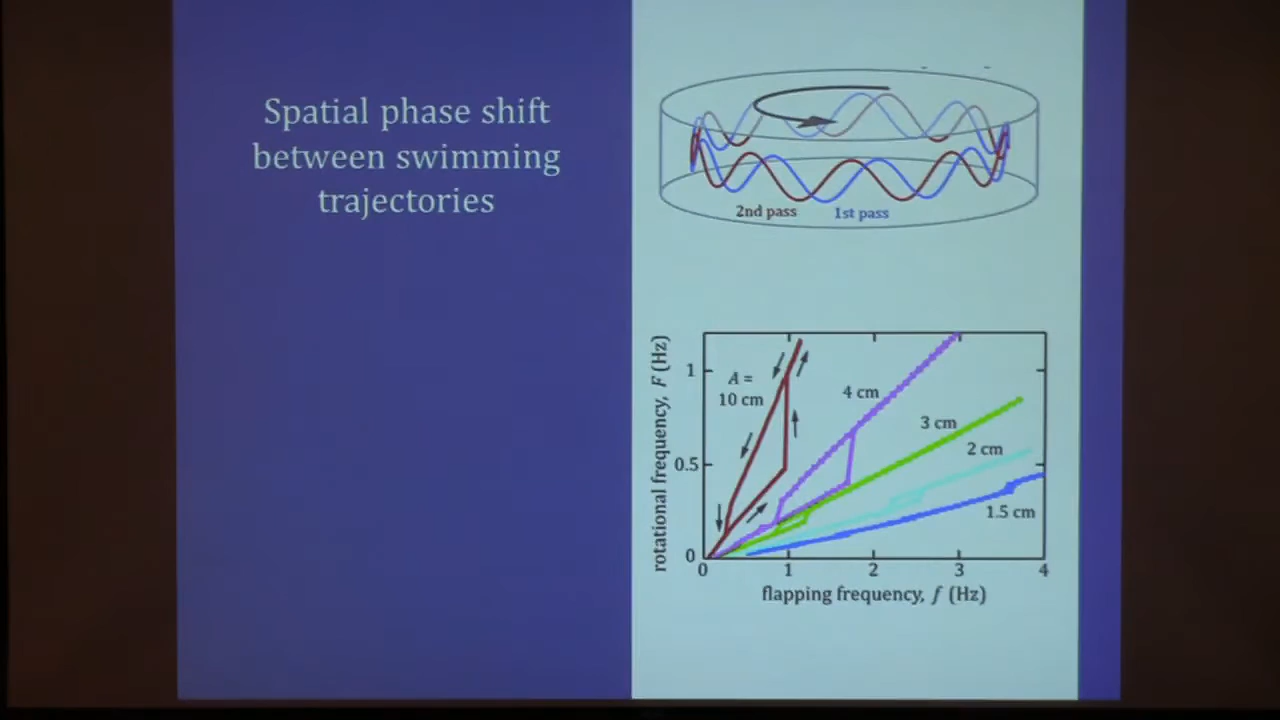 Spatial phase shift
between swimming
trajectories
2nd pass
1st pass
rotational frequency, F (Hz)
1
0.5
0
A =
10 cm
4 cm
3 cm
2 cm
1.5 cm
0
1
2
3
4
flapping frequency, f (Hz)